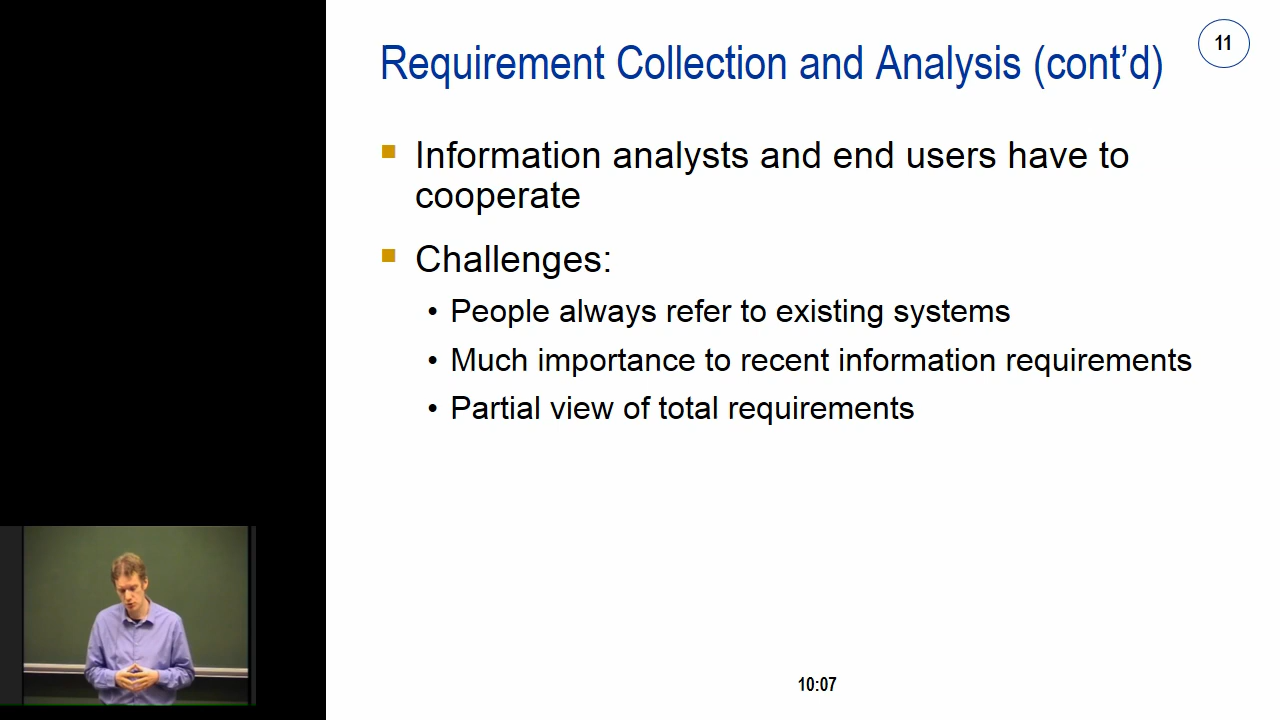 Requirement Collection and Analysis (cont’d)
11
Information analysts and end users have to
cooperate
Challenges:
• People always refer to existing systems
• Much importance to recent information requirements
• Partial view of total requirements
10:07